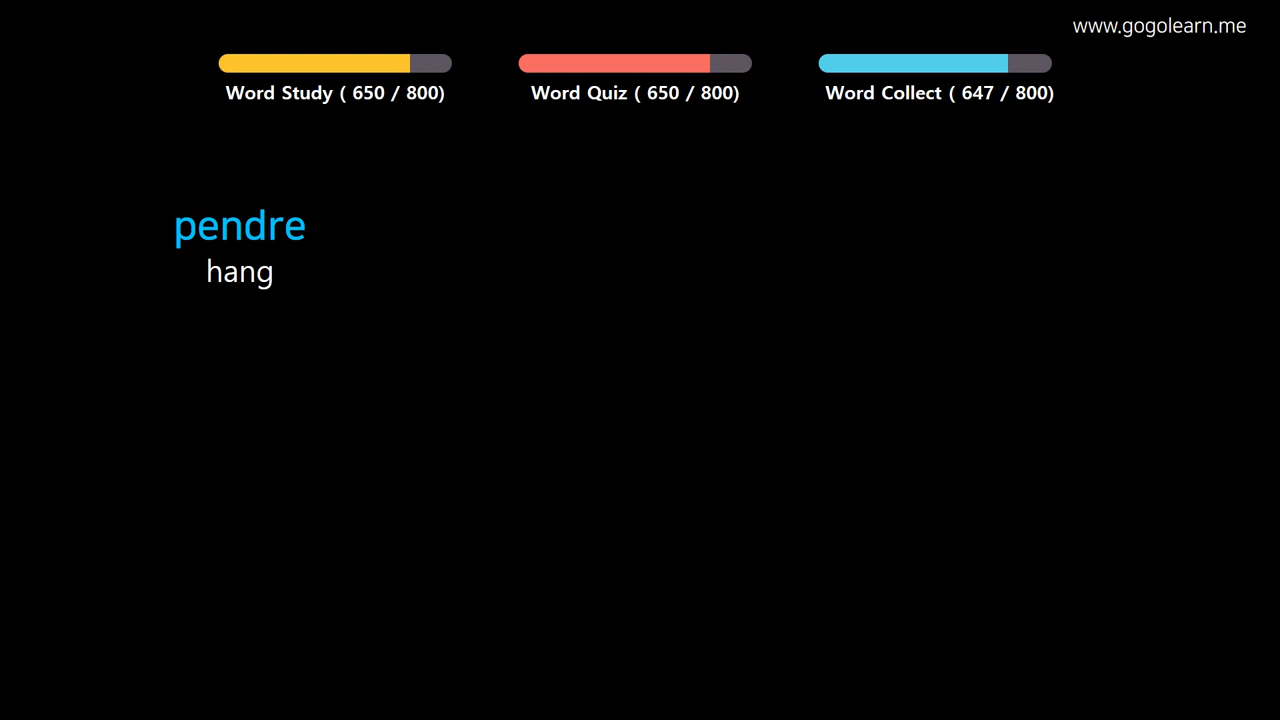 www.gogolearn.me
Word Study ( 650 / 800)
Word Quiz ( 650 / 800)
Word Collect ( 647 / 800)
pendre
hang